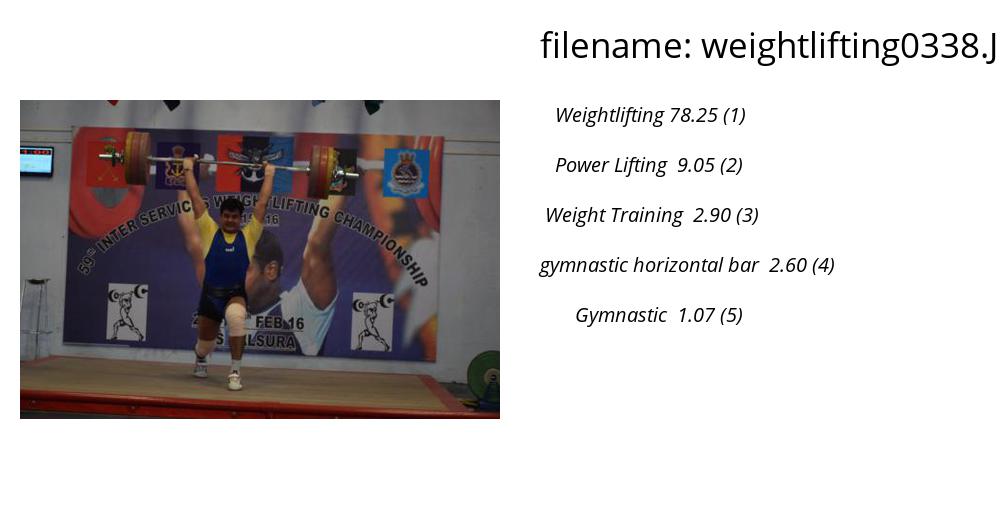 filename: weightlifting0338.J
Weightlifting 78.25 (1)
Power Lifting 9.05 (2)
Weight Training 2.90 (3)
gymnastic horizontal bar 2.60 (4)
Gymnastic 1.07 (5)
59th INTER SERVICES WEIGHTLIFTING CHAMPIONSHIP
FEB 16